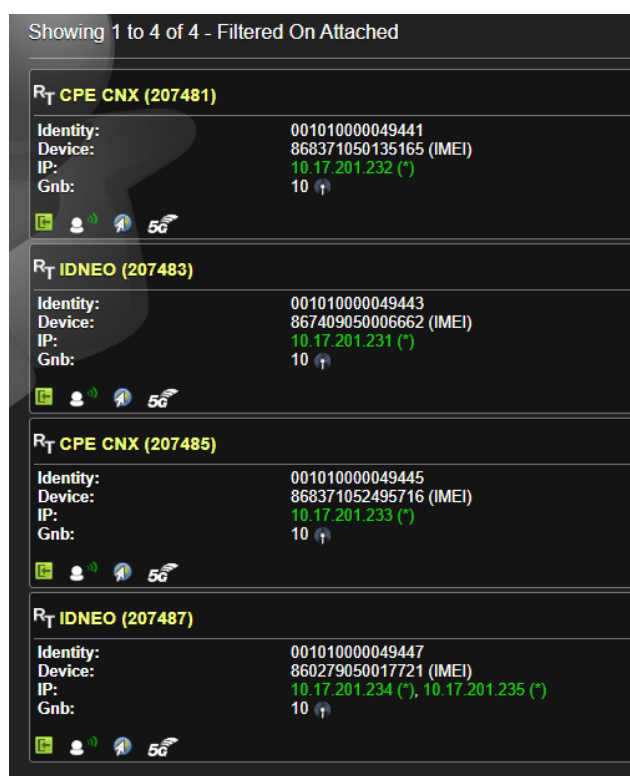 Showing 1 to 4 of 4 - Filtered On Attached
RT CPE CNX (207481)
Identity: 001010000049441
Device: 868371050135165 (IMEI)
IP: 10.17.201.232 (*)
Gnb: 10
5G
RT IDNEO (207483)
Identity: 001010000049443
Device: 867409050006662 (IMEI)
IP: 10.17.201.231 (*)
Gnb: 10
5G
RT CPE CNX (207485)
Identity: 001010000049445
Device: 868371052495716 (IMEI)
IP: 10.17.201.233 (*)
Gnb: 10
5G
RT IDNEO (207487)
Identity: 001010000049447
Device: 860279050017721 (IMEI)
IP: 10.17.201.234 (*), 10.17.201.235 (*)
Gnb: 10
5G